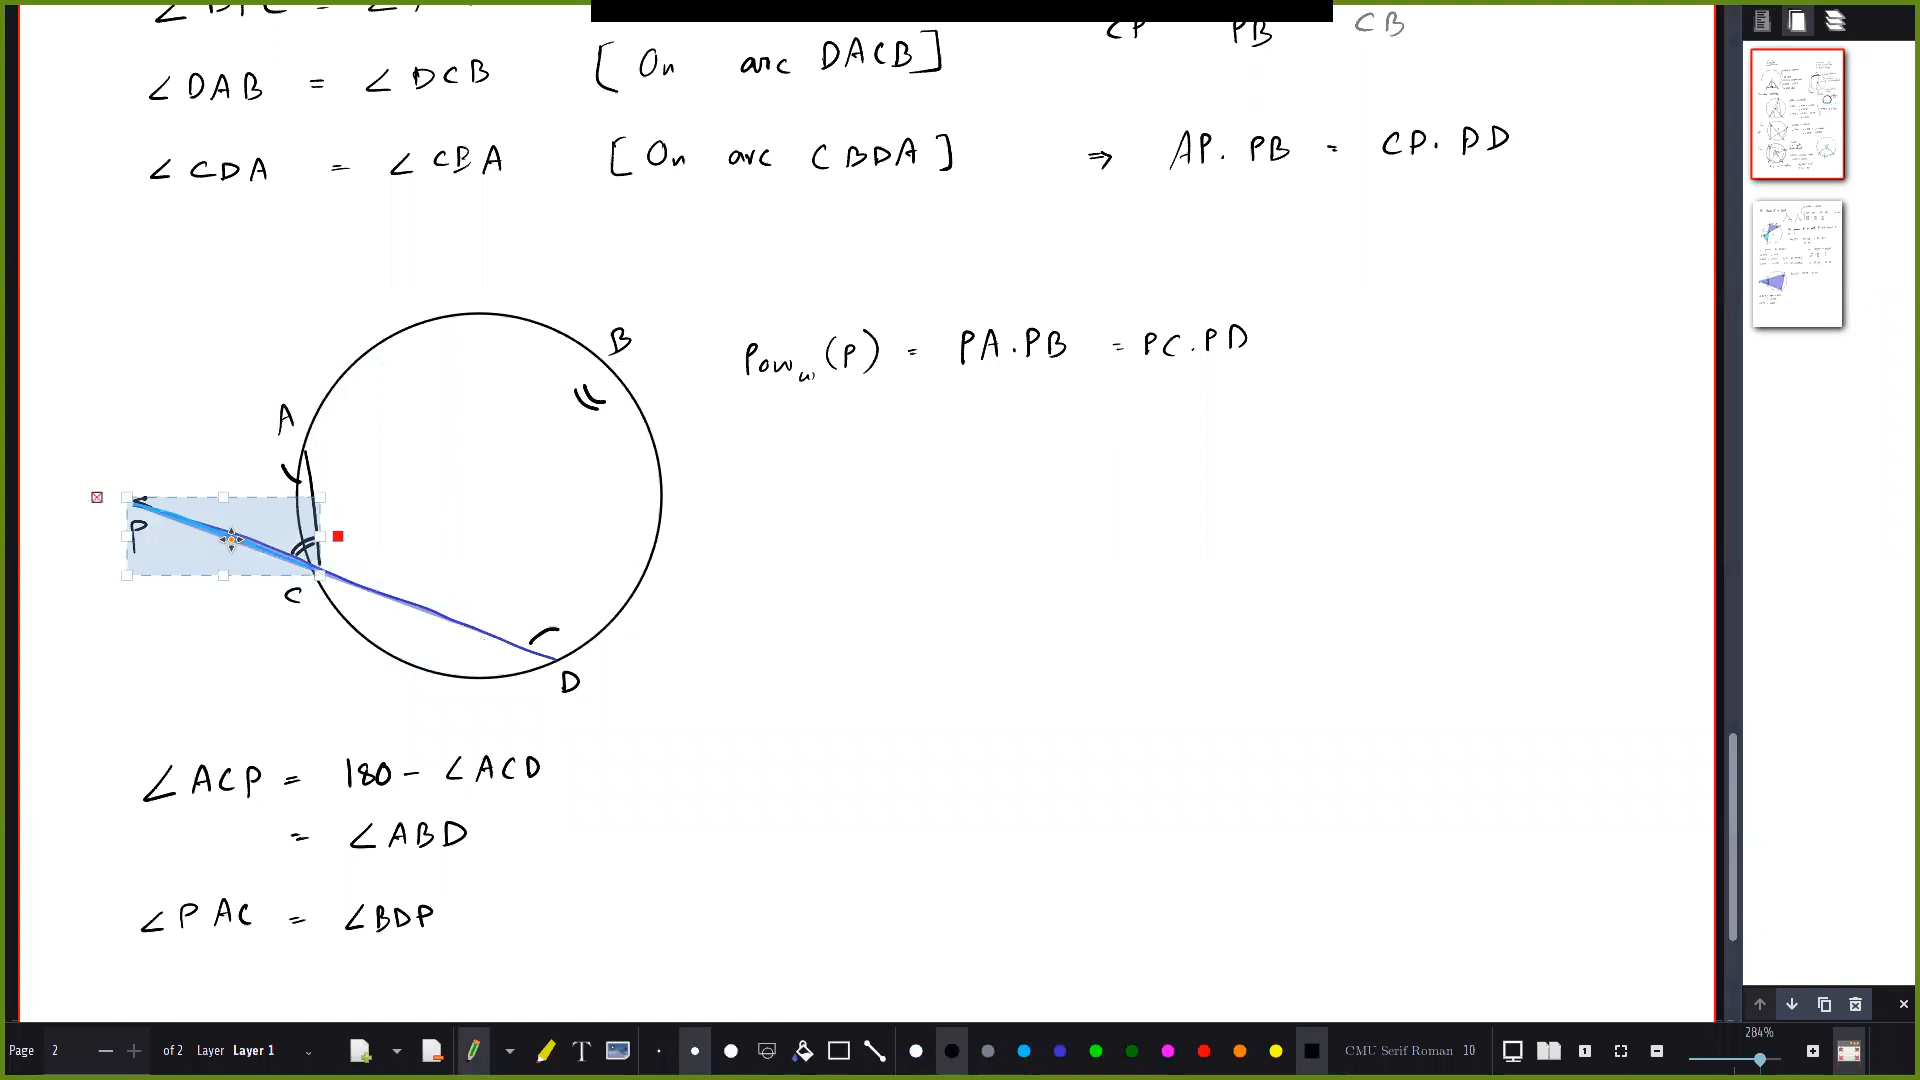 ∠DAB = ∠DCB [On arc DACB]
CP PB CB
∠CDA = ∠CBA [On arc CBDA] ⇒ AP.PB = CP.PD
B
Pow_ω(P) = PA.PB = PC.PD
A
P
C
D
∠ACP = 180 - ∠ACD
= ∠ABD
∠PAC = ∠BDP
284%
Page 2 of 2 Layer Layer 1 T CMU Serif Roman 10 1